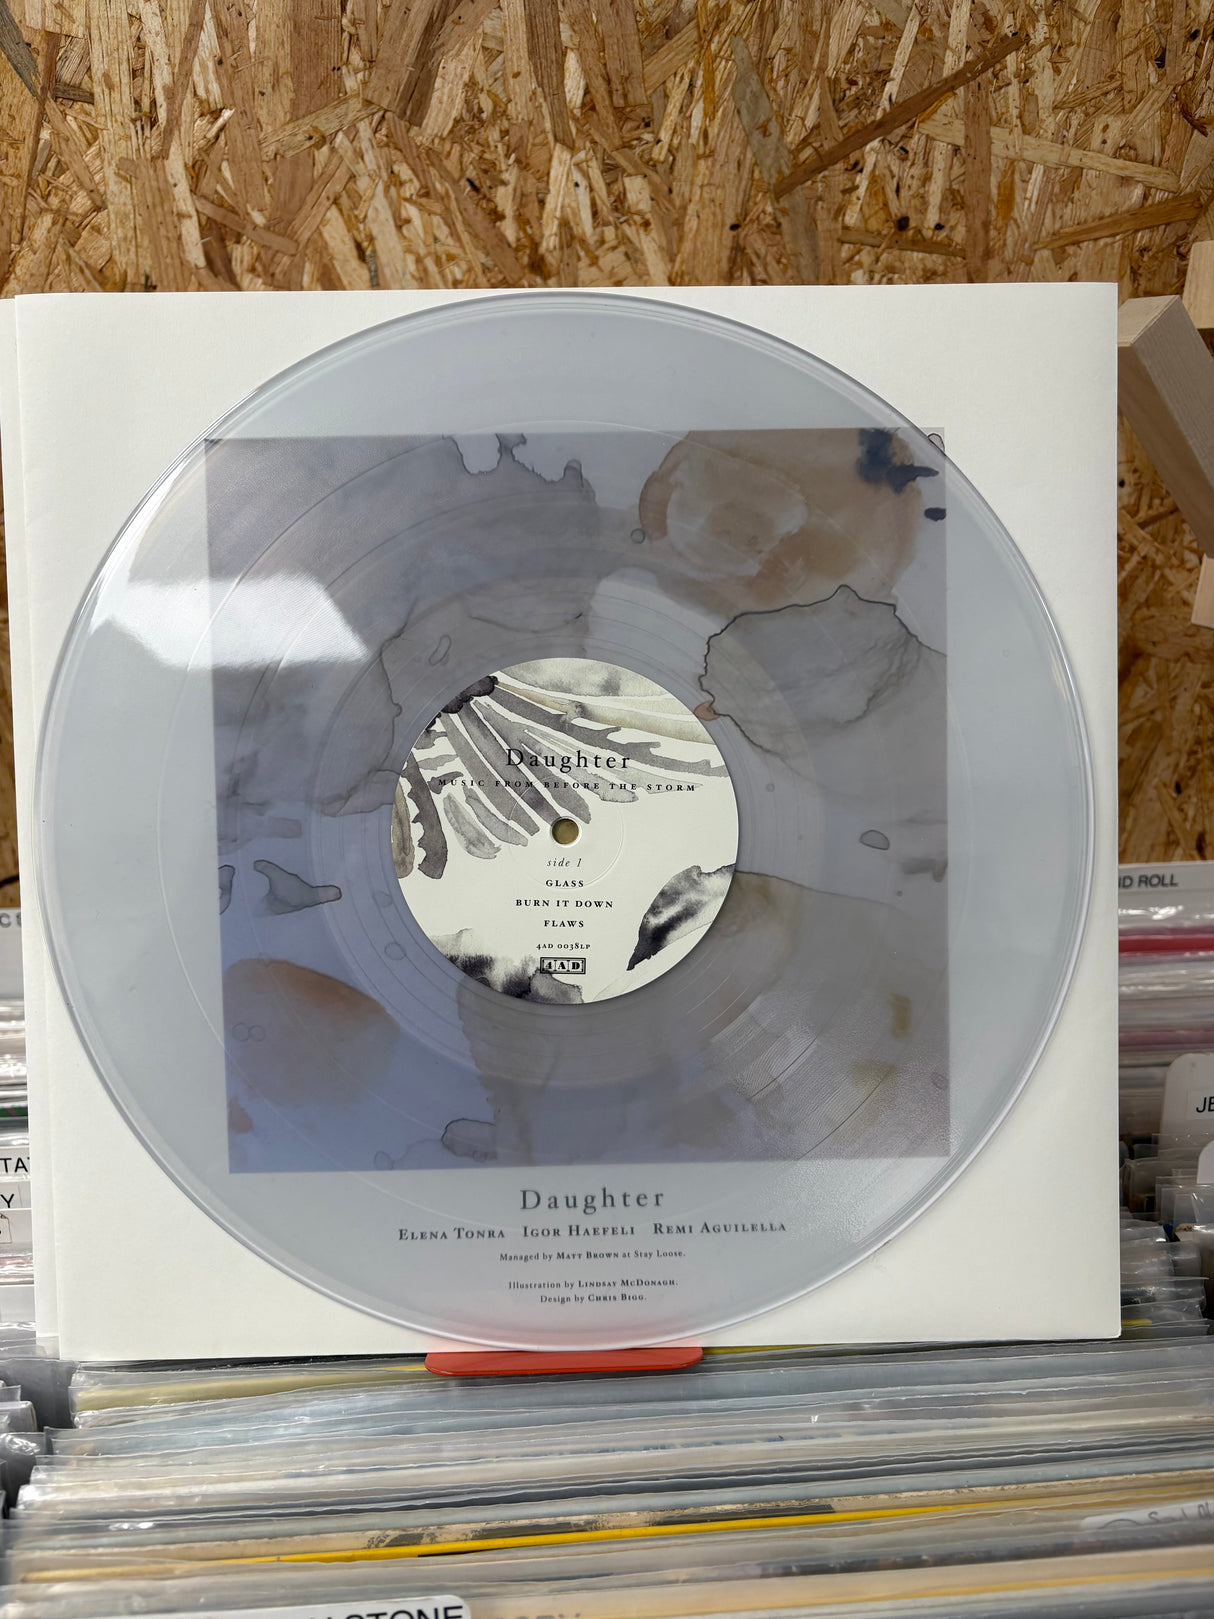 Daughter
MUSIC FROM BEFORE THE STORM
side 1
GLASS
BURN IT DOWN
FLAWS
4AD 0038LP
4AD
Daughter
ELENA TONRA IGOR HAEFELI REMI AGUILELLA
Managed by MATT BROWN at STAY LOOSE.
Illustration by LINDSAY MCDONAGH.
Design by CHRIS BIGG.
ROLL
STONE